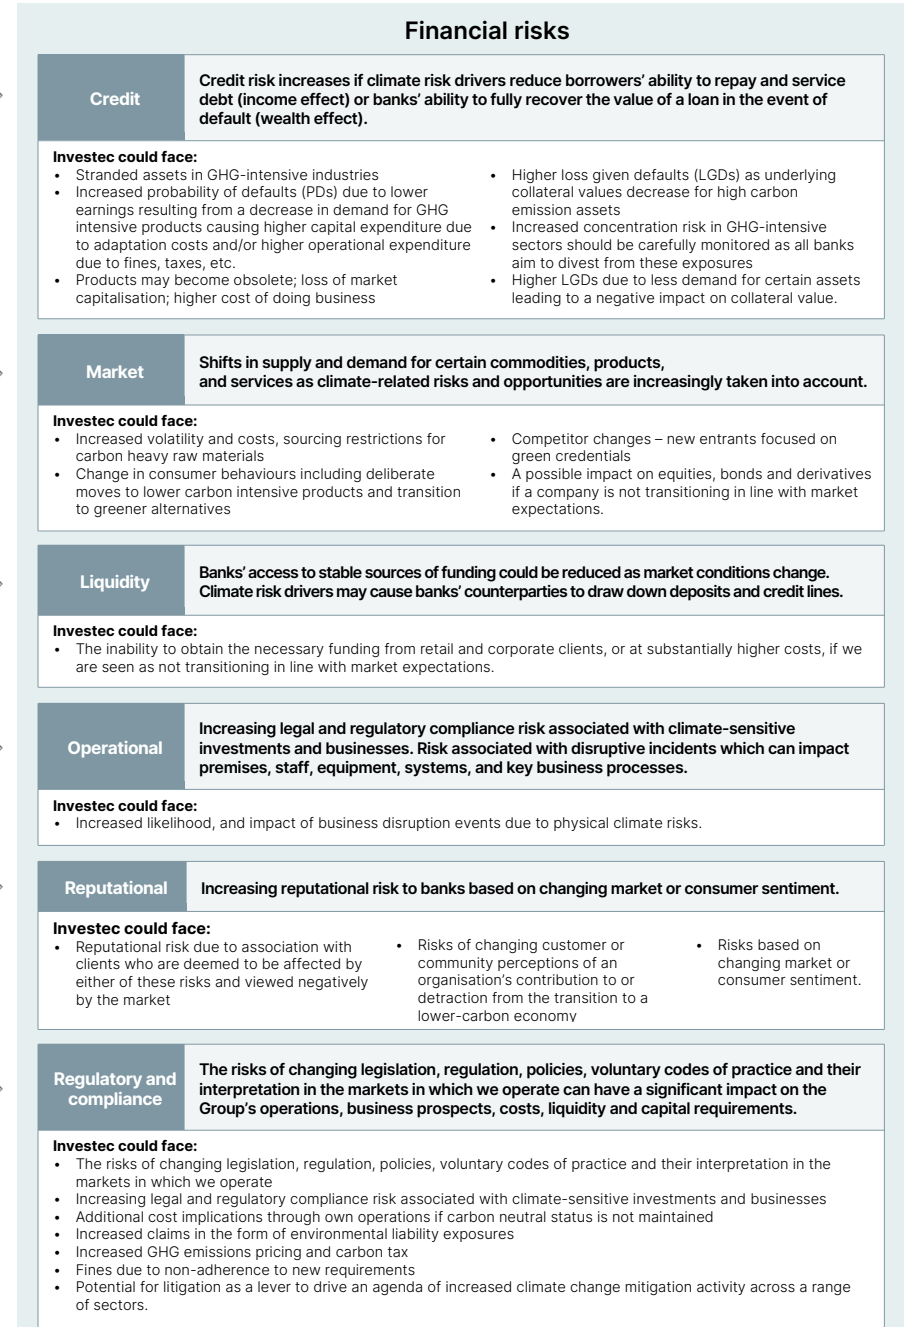 Financial risks
Credit
Credit risk increases if climate risk drivers reduce borrowers' ability to repay and service
debt (income effect) or banks' ability to fully recover the value of a loan in the event of
default (wealth effect).
Investec could face:
• Stranded assets in GHG-intensive industries
• Increased probability of defaults (PDs) due to lower
earnings resulting from a decrease in demand for GHG
intensive products causing higher capital expenditure due
to adaptation costs and/or higher operational expenditure
due to fines, taxes, etc.
• Products may become obsolete; loss of market
capitalisation; higher cost of doing business
• Higher loss given defaults (LGDs) as underlying
collateral values decrease for high carbon
emission assets
• Increased concentration risk in GHG-intensive
sectors should be carefully monitored as all banks
aim to divest from these exposures
• Higher LGDs due to less demand for certain assets
leading to a negative impact on collateral value.
Market
Shifts in supply and demand for certain commodities, products,
and services as climate-related risks and opportunities are increasingly taken into account.
Investec could face:
• Increased volatility and costs, sourcing restrictions for
carbon heavy raw materials
• Change in consumer behaviours including deliberate
moves to lower carbon intensive products and transition
to greener alternatives
• Competitor changes – new entrants focused on
green credentials
• A possible impact on equities, bonds and derivatives
if a company is not transitioning in line with market
expectations.
Liquidity
Banks' access to stable sources of funding could be reduced as market conditions change.
Climate risk drivers may cause banks' counterparties to draw down deposits and credit lines.
Investec could face:
• The inability to obtain the necessary funding from retail and corporate clients, or at substantially higher costs, if we
are seen as not transitioning in line with market expectations.
Operational
Increasing legal and regulatory compliance risk associated with climate-sensitive
investments and businesses. Risk associated with disruptive incidents which can impact
premises, staff, equipment, systems, and key business processes.
Investec could face:
• Increased likelihood, and impact of business disruption events due to physical climate risks.
Reputational
Increasing reputational risk to banks based on changing market or consumer sentiment.
Investec could face:
• Reputational risk due to association with
clients who are deemed to be affected by
either of these risks and viewed negatively
by the market
• Risks of changing customer or
community perceptions of an
organisation's contribution to or
detraction from the transition to a
lower-carbon economy
• Risks based on
changing market or
consumer sentiment.
Regulatory and
compliance
The risks of changing legislation, regulation, policies, voluntary codes of practice and their
interpretation in the markets in which we operate can have a significant impact on the
Group's operations, business prospects, costs, liquidity and capital requirements.
Investec could face:
• The risks of changing legislation, regulation, policies, voluntary codes of practice and their interpretation in the
markets in which we operate
• Increasing legal and regulatory compliance risk associated with climate-sensitive investments and businesses
• Additional cost implications through own operations if carbon neutral status is not maintained
• Increased claims in the form of environmental liability exposures
• Increased GHG emissions pricing and carbon tax
• Fines due to non-adherence to new requirements
• Potential for litigation as a lever to drive an agenda of increased climate change mitigation activity across a range
of sectors.